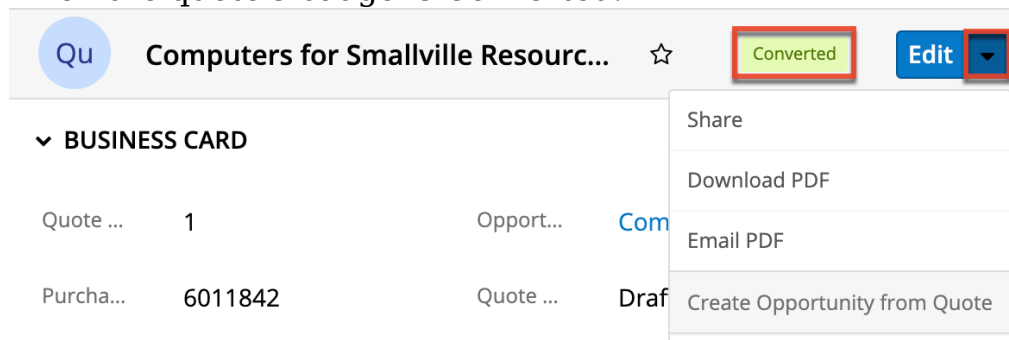 Qu Computers for Smallville Resourc... Converted Edit
Share
BUSINESS CARD
Download PDF
Quote ... 1 Opport... Com
Email PDF
Purcha... 6011842 Quote ... Draf
Create Opportunity from Quote